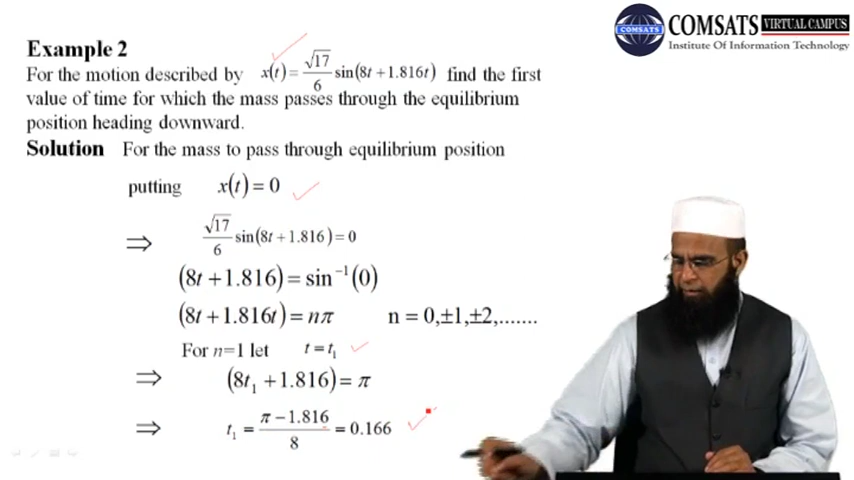 COMSATS VIRTUAL CAMPUS
Institute Of Information Technology
Example 2
For the motion described by x(t) = √17/6 sin(8t + 1.816t) find the first
value of time for which the mass passes through the equilibrium
position heading downward.
Solution For the mass to pass through equilibrium position
putting x(t) = 0
⇒ √17/6 sin(8t + 1.816) = 0
(8t + 1.816) = sin⁻¹(0)
(8t + 1.816t) = nπ n = 0,±1,±2,.......
For n=1 let t = t₁
⇒ (8t₁ + 1.816) = π
⇒ t₁ = π − 1.816/8 = 0.166